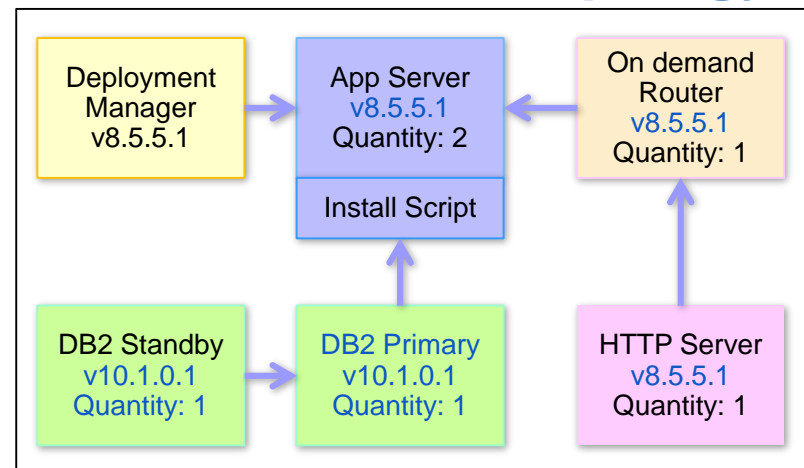 Deployment
Manager
v8.5.5.1
App Server
v8.5.5.1
Quantity: 2
Install Script
On demand
Router
v8.5.5.1
Quantity: 1
DB2 Standby
v10.1.0.1
Quantity: 1
DB2 Primary
v10.1.0.1
Quantity: 1
HTTP Server
v8.5.5.1
Quantity: 1